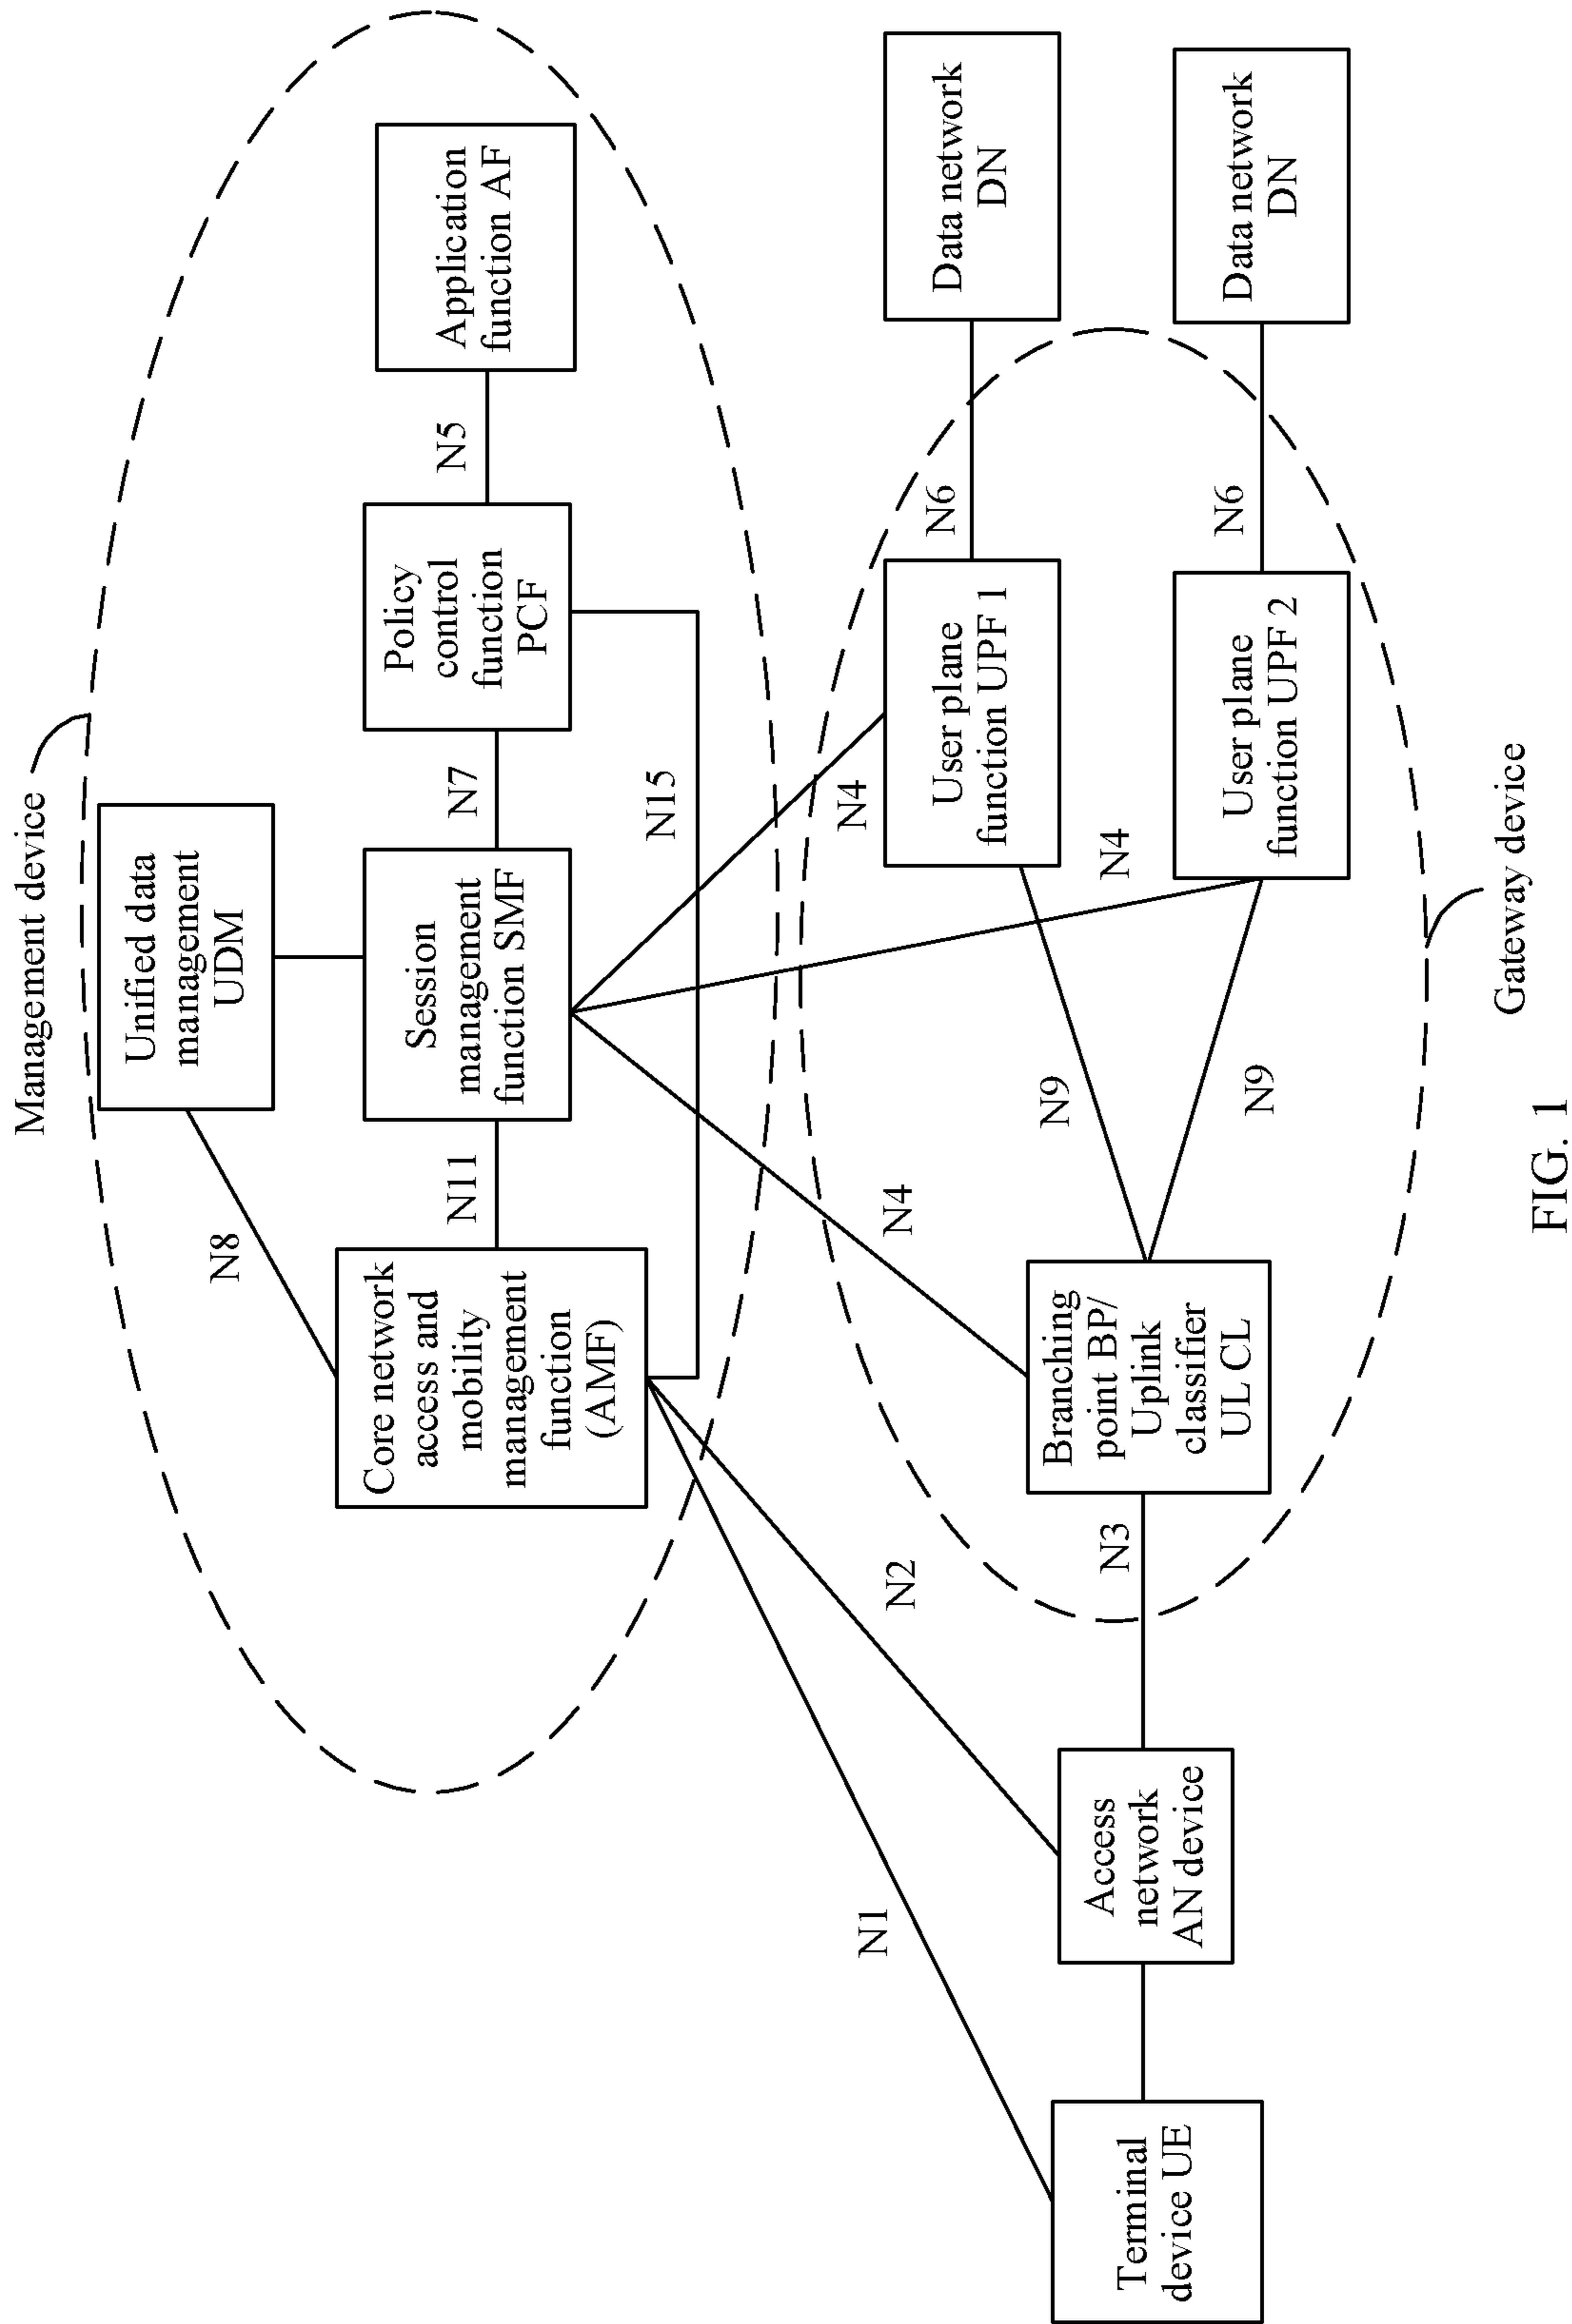 Management device
Unified data
management
UDM
N8
Core network
access and
mobility
management
function
(AMF)
N11
Session
management
function SMF
N7
Policy
control
function
PCF
N5
Application
function AF
N15
N1
N2
N4
N4
N4
Terminal
device UE
Access
network
AN device
N3
Branching
point BP/
Uplink
classifier
UL CL
N9
N9
User plane
function UPF 1
N6
Data network
DN
User plane
function UPF 2
N6
Data network
DN
Gateway device
FIG. 1